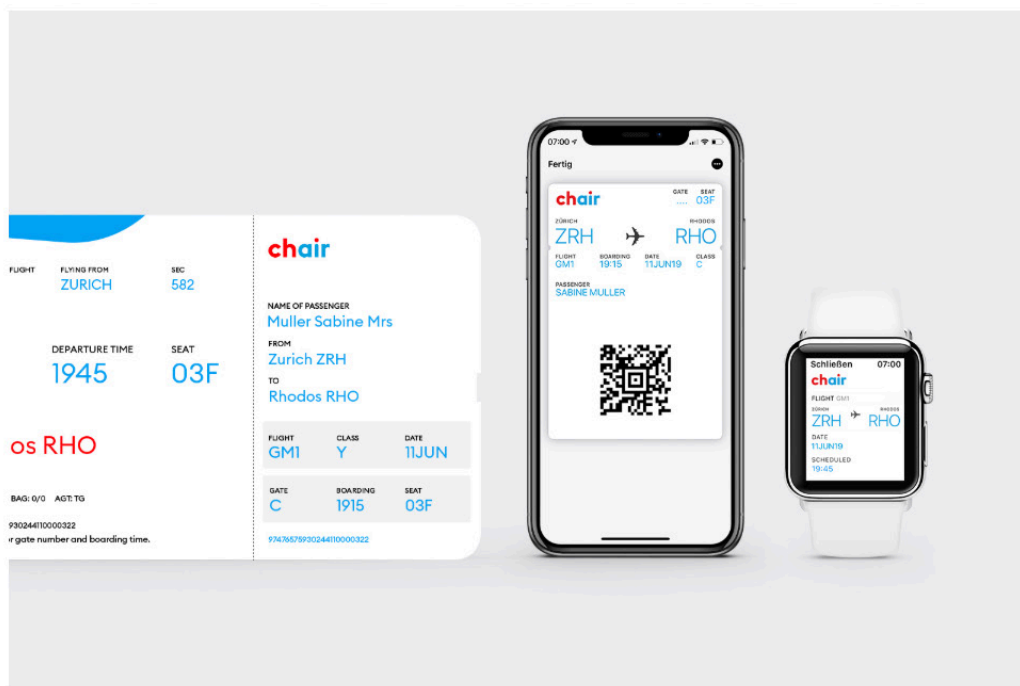 FLIGHT FLYING FROM SEC
ZURICH 582
DEPARTURE TIME SEAT
1945 03F
os RHO
BAG: 0/0 AGT: TG
930244110000322
r gate number and boarding time.
chair
NAME OF PASSENGER
Muller Sabine Mrs
FROM
Zurich ZRH
TO
Rhodos RHO
FLIGHT CLASS DATE
GM1 Y 11JUN
GATE BOARDING SEAT
C 1915 03F
97476575930244110000322
07:00
Fertig
chair
GATE SEAT
.... 03F
ZÜRICH RHODOS
ZRH RHO
FLIGHT BOARDING DATE CLASS
GM1 19:15 11JUN19 C
PASSENGER
SABINE MULLER
Schließen 07:00
chair
FLIGHT GM1
ZÜRICH RHODOS
ZRH RHO
DATE
11JUN19
SCHEDULED
19:45